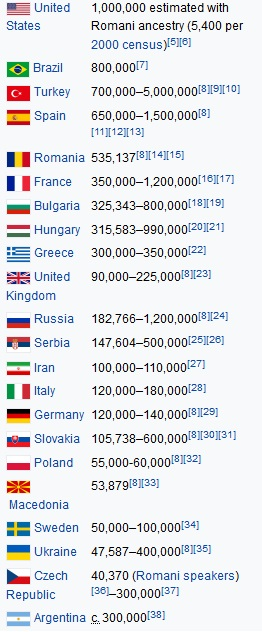 United States 1,000,000 estimated with
Romani ancestry (5,400 per
2000 census)[5][6]
Brazil 800,000[7]
Turkey 700,000–5,000,000[8][9][10]
Spain 650,000–1,500,000[8]
[11][12][13]
Romania 535,137[8][14][15]
France 350,000–1,200,000[16][17]
Bulgaria 325,343–800,000[18][19]
Hungary 315,583–990,000[20][21]
Greece 300,000–350,000[22]
United Kingdom 90,000–225,000[8][23]
Russia 182,766–1,200,000[8][24]
Serbia 147,604–500,000[25][26]
Iran 100,000–110,000[27]
Italy 120,000–180,000[28]
Germany 120,000–140,000[8][29]
Slovakia 105,738–600,000[8][30][31]
Poland 55,000-60,000[8][32]
Macedonia 53,879[8][33]
Sweden 50,000–100,000[34]
Ukraine 47,587–400,000[8][35]
Czech Republic 40,370 (Romani speakers)
[36]–300,000[37]
Argentina c. 300,000[38]